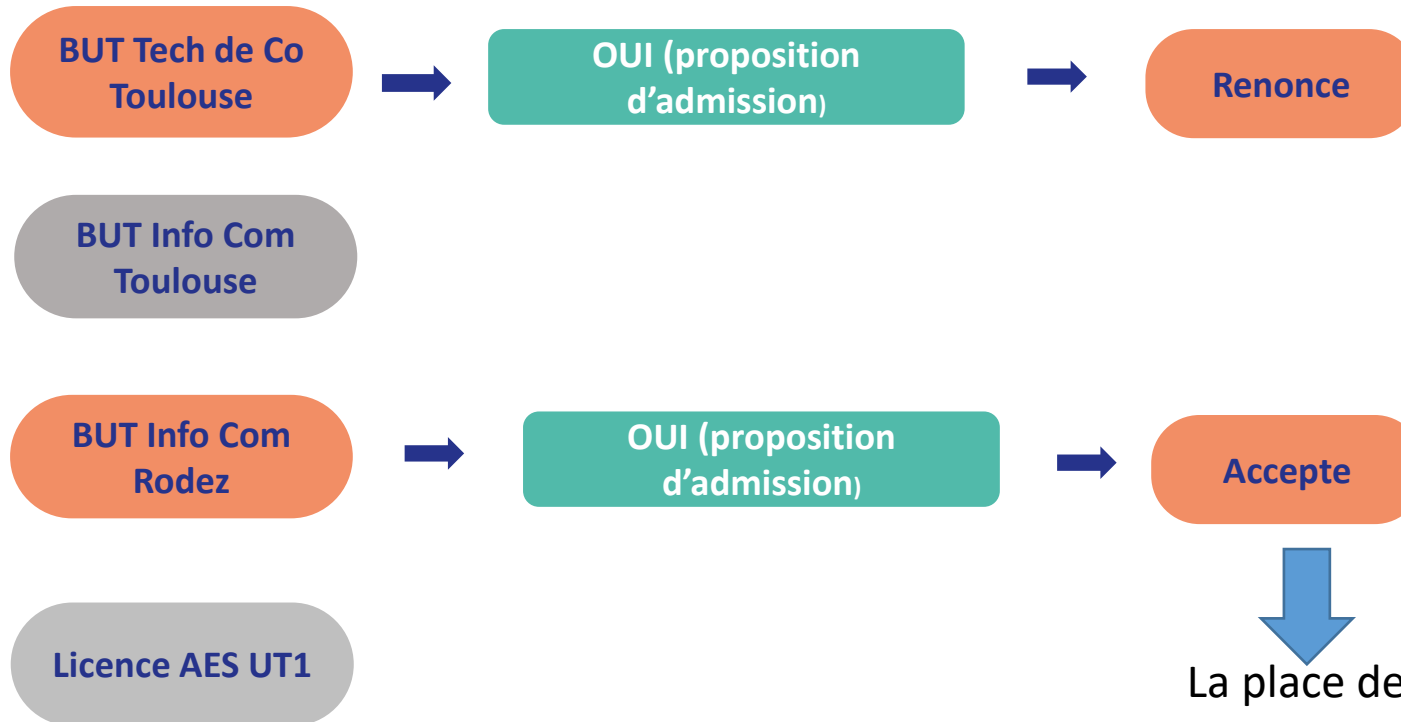 BUT Tech de Co
Toulouse
OUI (proposition
d’admission)
Renonce
BUT Info Com
Toulouse
BUT Info Com
Rodez
OUI (proposition
d’admission)
Accepte
Licence AES UT1
La place de